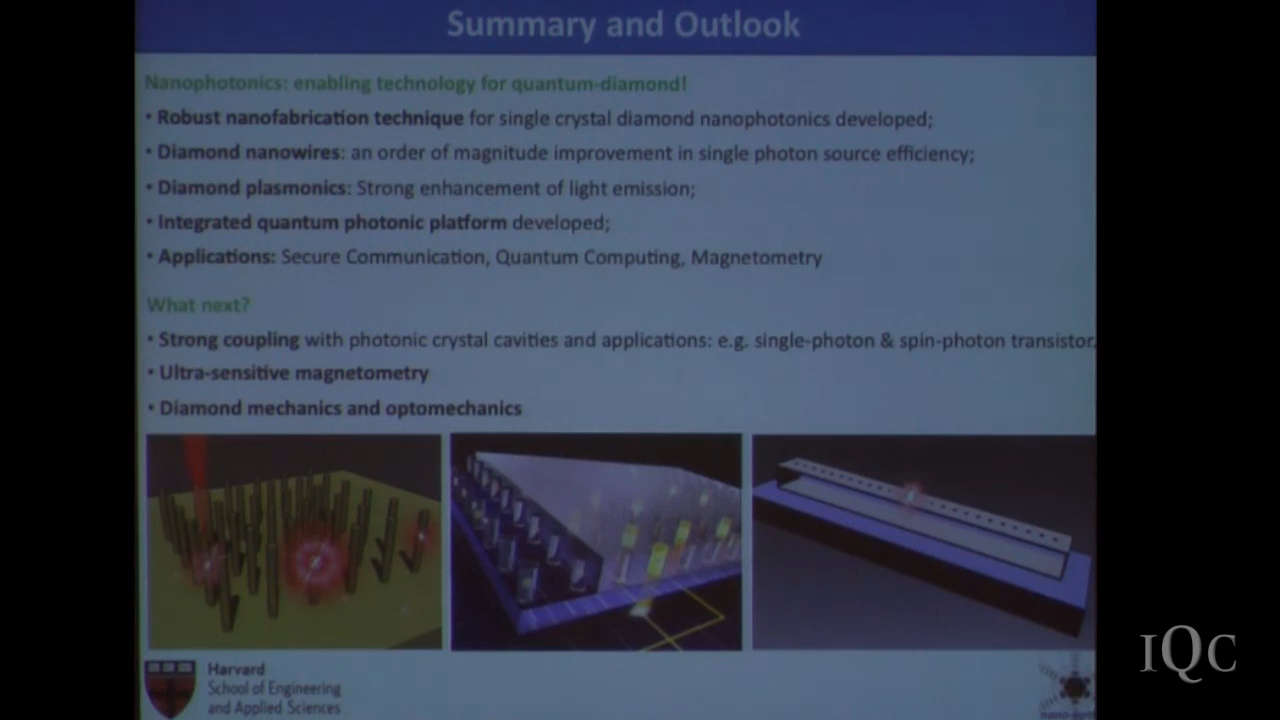 Summary and Outlook
Nanophotonics: enabling technology for quantum-diamond!
• Robust nanofabrication technique for single crystal diamond nanophotonics developed;
• Diamond nanowires: an order of magnitude improvement in single photon source efficiency;
• Diamond plasmonics: Strong enhancement of light emission;
• Integrated quantum photonic platform developed;
• Applications: Secure Communication, Quantum Computing, Magnetometry
What next?
• Strong coupling with photonic crystal cavities and applications: e.g. single-photon & spin-photon transistor.
• Ultra-sensitive magnetometry
• Diamond mechanics and optomechanics
Harvard
School of Engineering
and Applied Sciences
IQC